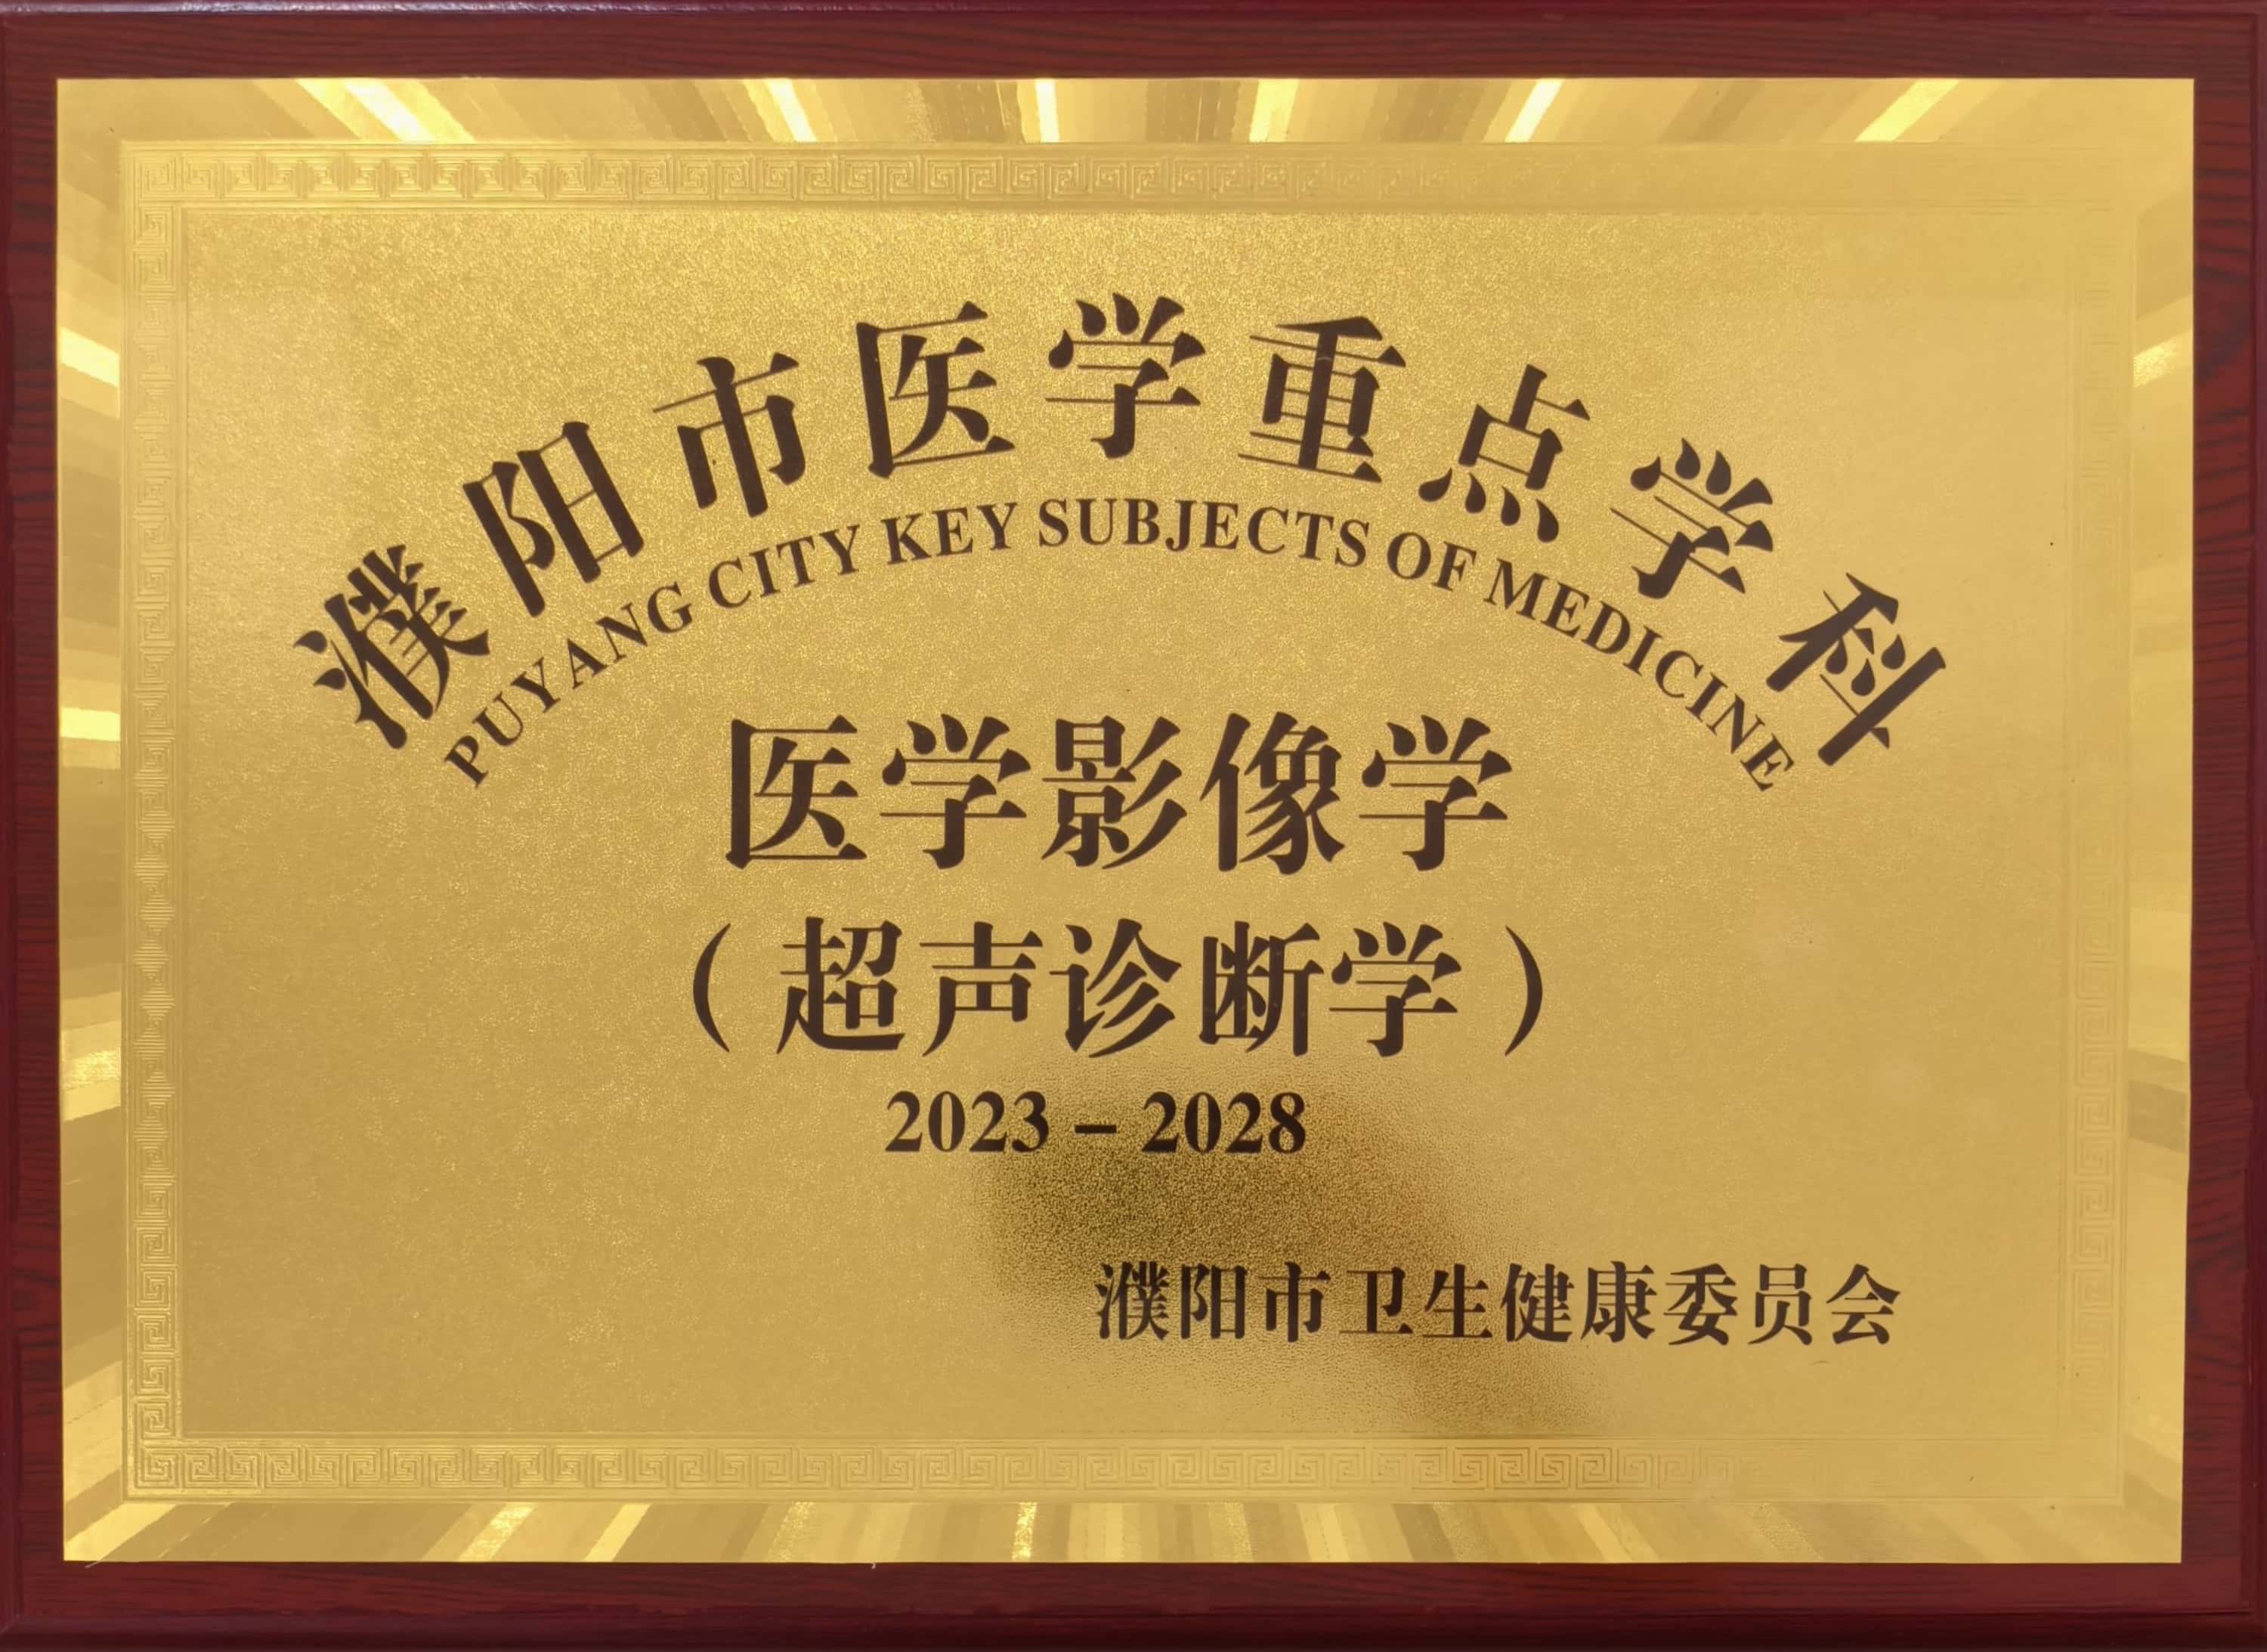 濮阳市医学重点学科
PUYANG CITY KEY SUBJECTS OF MEDICINE
医学影像学
（超声诊断学）
2023－2028
濮阳市卫生健康委员会